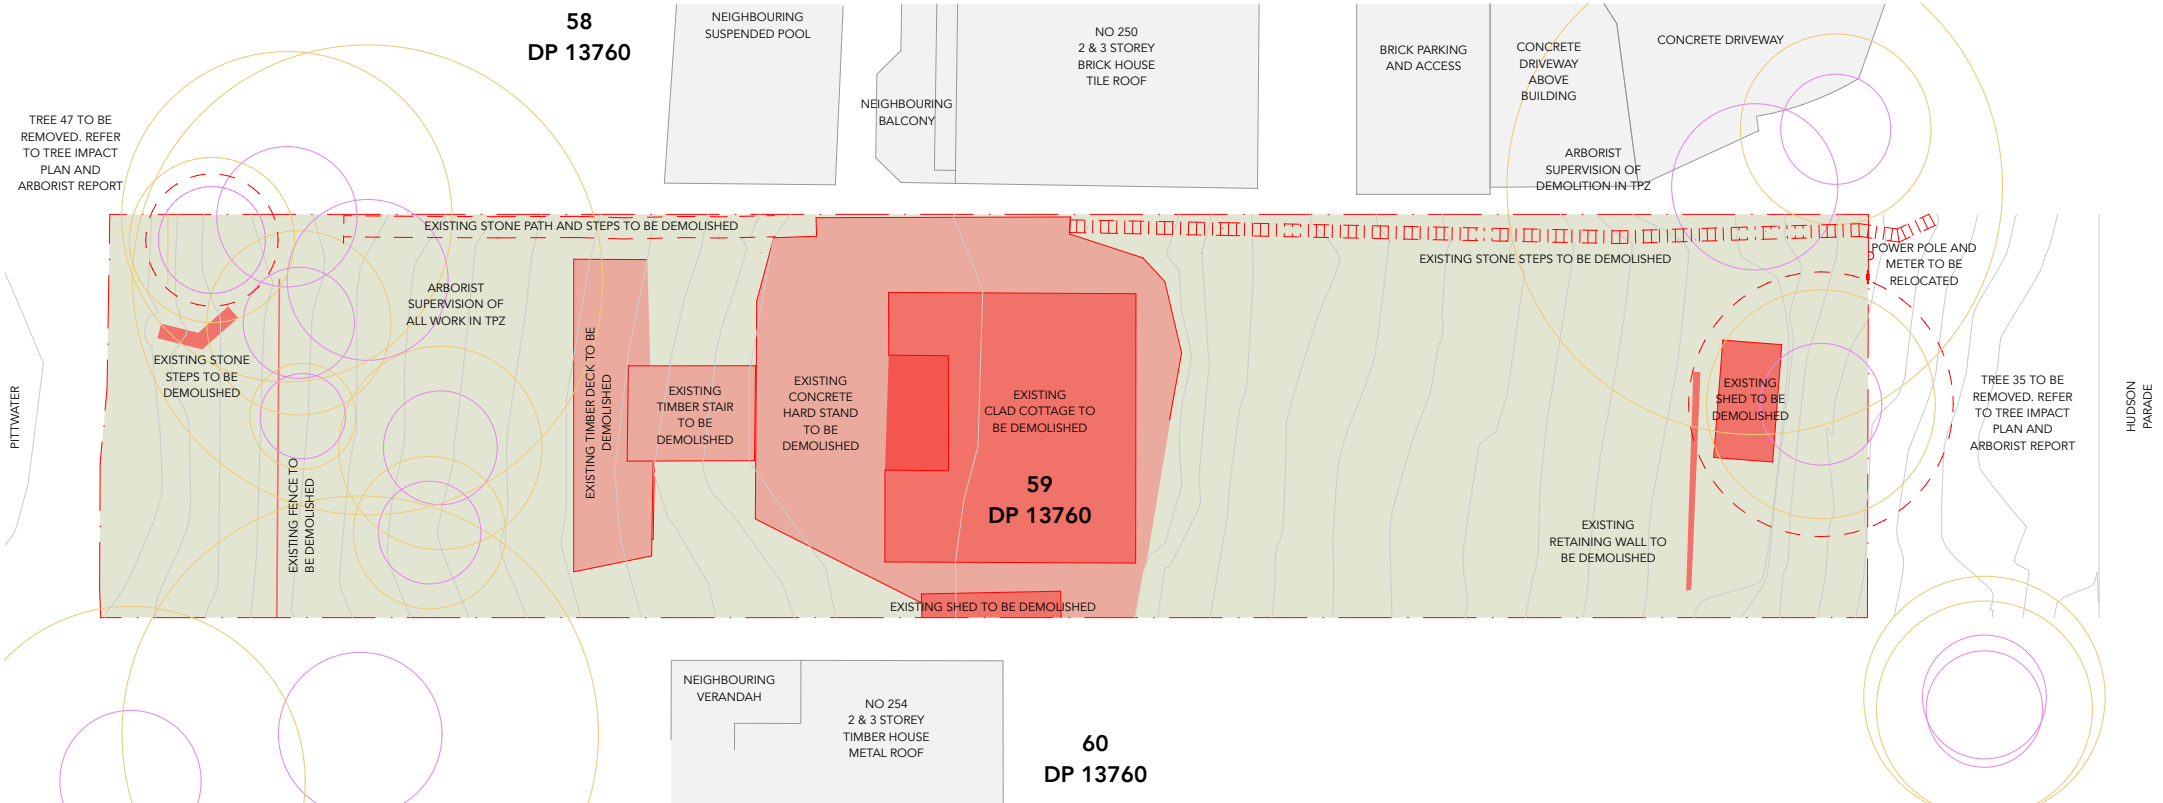 58
DP 13760
NEIGHBOURING
SUSPENDED POOL
NO 250
2 & 3 STOREY
BRICK HOUSE
TILE ROOF
NEIGHBOURING
BALCONY
BRICK PARKING
AND ACCESS
CONCRETE
DRIVEWAY
ABOVE
BUILDING
CONCRETE DRIVEWAY
TREE 47 TO BE
REMOVED. REFER
TO TREE IMPACT
PLAN AND
ARBORIST REPORT
ARBORIST
SUPERVISION OF
DEMOLITION IN TPZ
EXISTING STONE PATH AND STEPS TO BE DEMOLISHED
EXISTING STONE STEPS TO BE DEMOLISHED
POWER POLE AND
METER TO BE
RELOCATED
ARBORIST
SUPERVISION OF
ALL WORK IN TPZ
EXISTING STONE
STEPS TO BE
DEMOLISHED
PITTWATER
EXISTING FENCE TO
BE DEMOLISHED
EXISTING TIMBER DECK TO BE
DEMOLISHED
EXISTING
TIMBER STAIR
TO BE
DEMOLISHED
EXISTING
CONCRETE
HARD STAND
TO BE
DEMOLISHED
EXISTING
CLAD COTTAGE TO
BE DEMOLISHED
59
DP 13760
EXISTING
SHED TO BE
DEMOLISHED
TREE 35 TO BE
REMOVED. REFER
TO TREE IMPACT
PLAN AND
ARBORIST REPORT
HUDSON
PARADE
EXISTING
RETAINING WALL TO
BE DEMOLISHED
EXISTING SHED TO BE DEMOLISHED
NEIGHBOURING
VERANDAH
NO 254
2 & 3 STOREY
TIMBER HOUSE
METAL ROOF
60
DP 13760